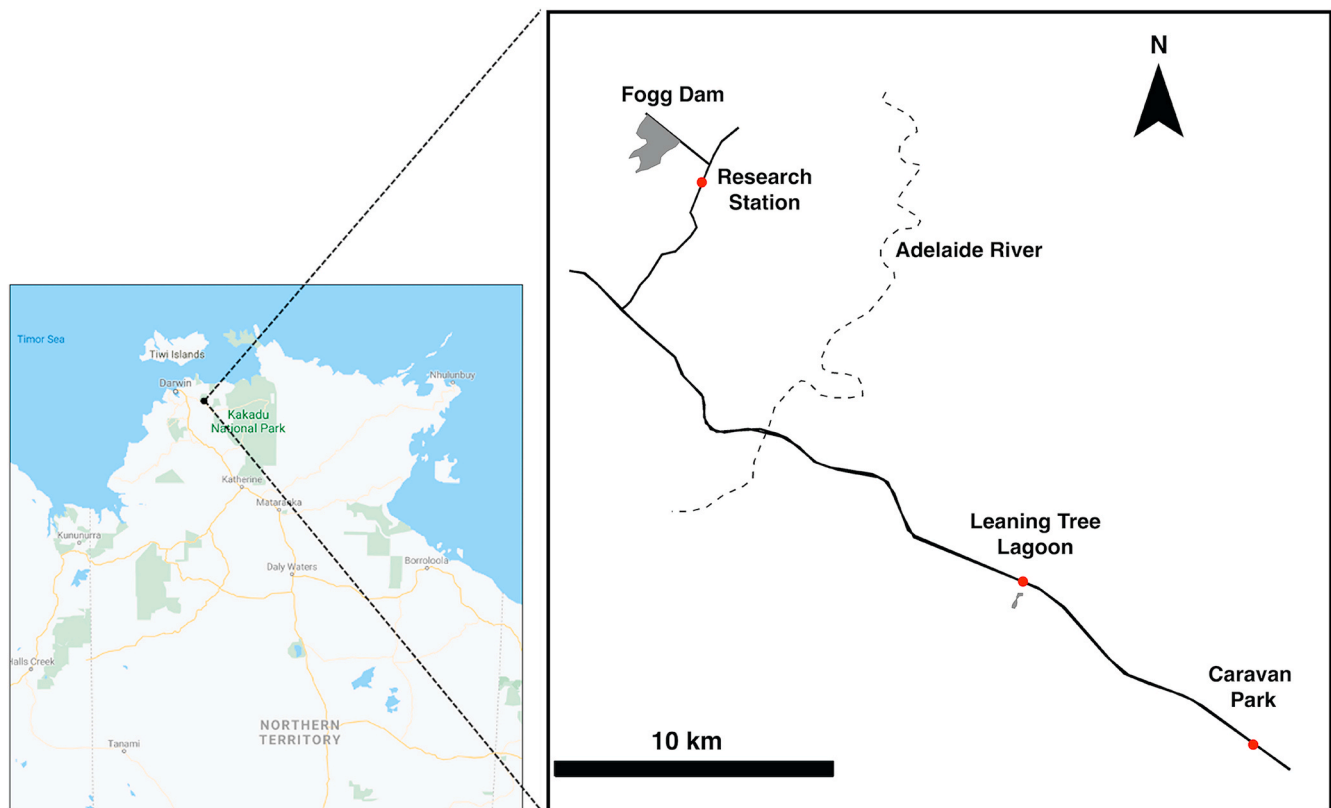 Timor Sea
Tiwi Islands
Darwin
Nhulunbuy
Kakadu
National Park
Katherine
Mataranka
Kununurra
Daly Waters
Borroloola
Halls Creek
NORTHERN
TERRITORY
Tanami
N
Fogg Dam
Research
Station
Adelaide River
Leaning Tree
Lagoon
Caravan
Park
10 km